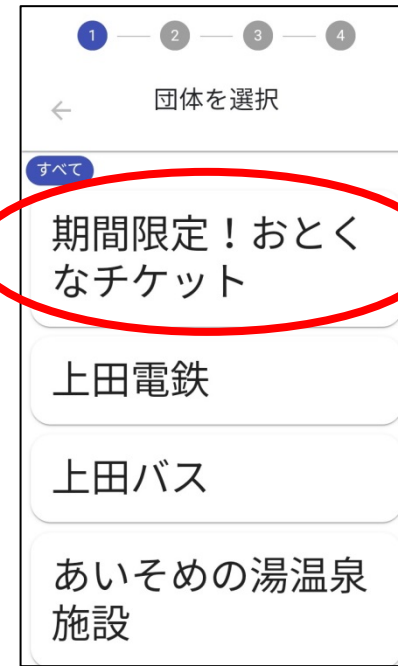 1 2 3 4
団体を選択
すべて
期間限定！おとく
なチケット
上田電鉄
上田バス
あいそめの湯温泉
施設